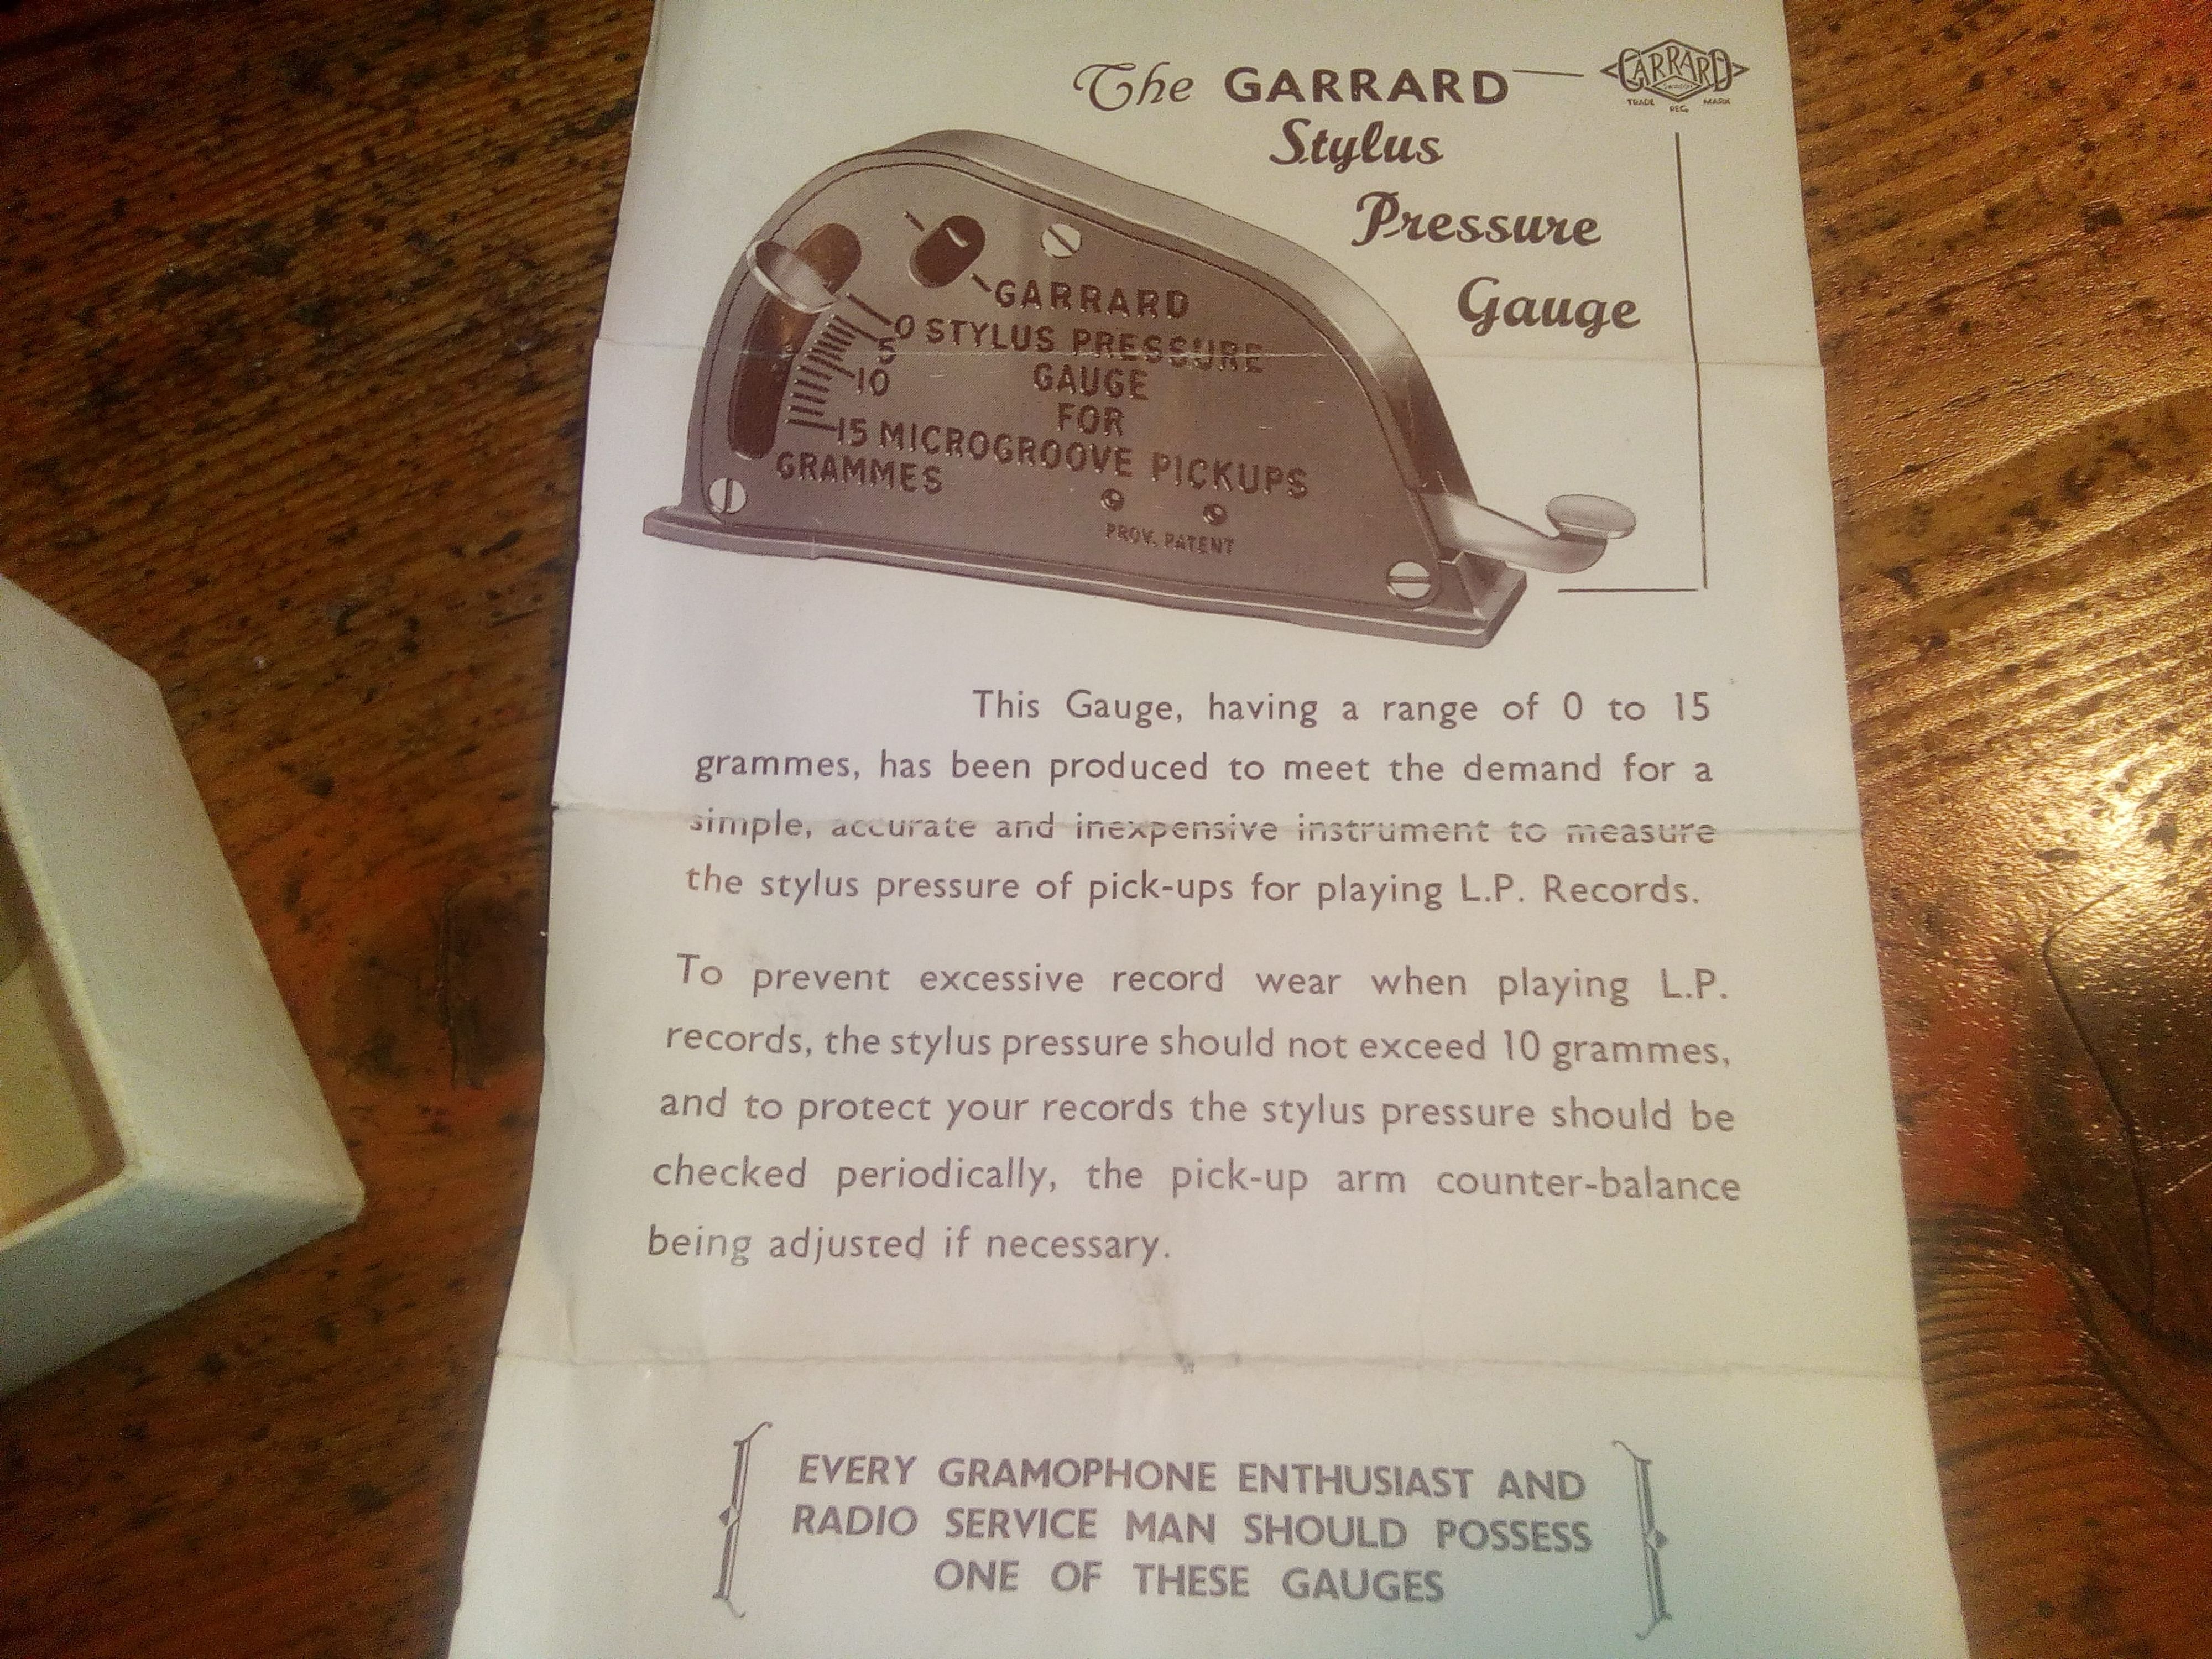 The GARRARD
GARRARD
SWINDON
TRADE REG. MARK
Stylus
Pressure
Gauge
GARRARD
0 STYLUS PRESSURE
5
GAUGE
10
FOR
15 MICROGROOVE PICKUPS
GRAMMES
PROV. PATENT
This Gauge, having a range of 0 to 15
grammes, has been produced to meet the demand for a
simple, accurate and inexpensive instrument to measure
the stylus pressure of pick-ups for playing L.P. Records.
To prevent excessive record wear when playing L.P.
records, the stylus pressure should not exceed 10 grammes,
and to protect your records the stylus pressure should be
checked periodically, the pick-up arm counter-balance
being adjusted if necessary.
EVERY GRAMOPHONE ENTHUSIAST AND
RADIO SERVICE MAN SHOULD POSSESS
ONE OF THESE GAUGES